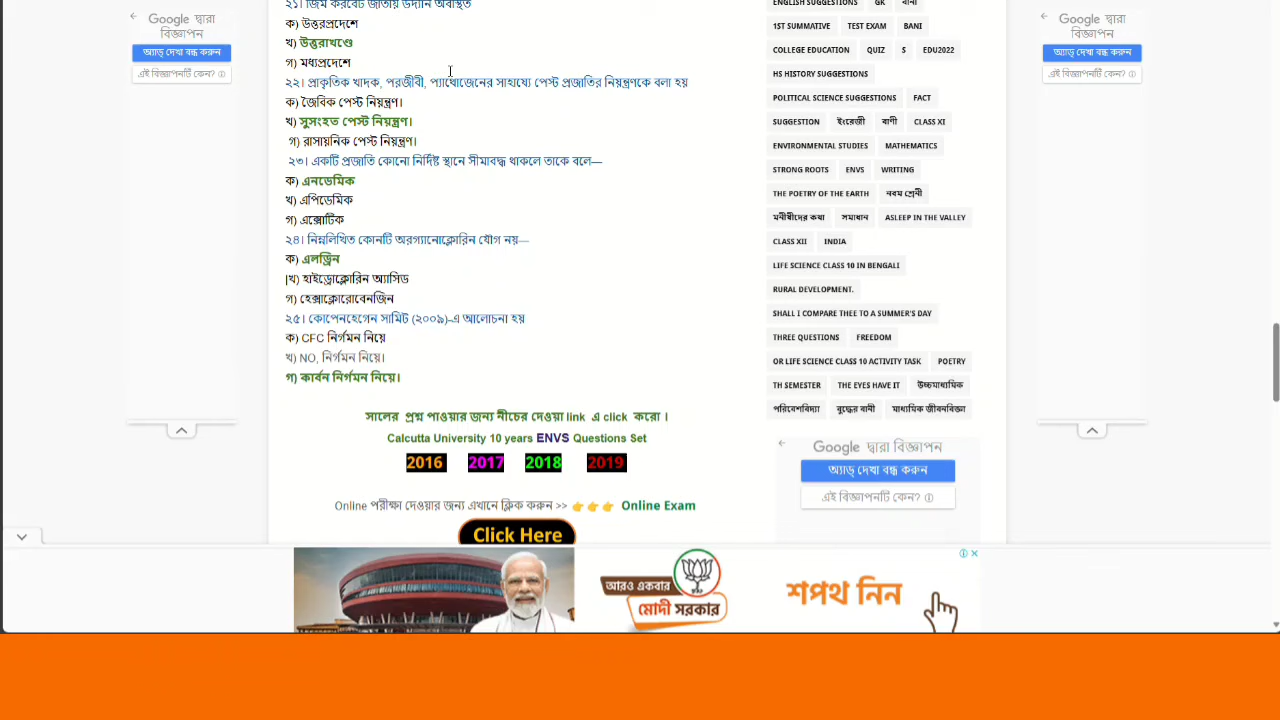 Google দ্বারা
বিজ্ঞাপন
অ্যাড দেখা বন্ধ করুন
এই বিজ্ঞাপনটি কেন?
২১। জিম করবেট জাতীয় উদ্যান অবস্থিত
ক) উত্তরপ্রদেশে
খ) উত্তরাখণ্ডে
গ) মধ্যপ্রদেশে
২২। প্রাকৃতিক খাদক, পরজীবী, প্যাথোজেনের সাহায্যে পেস্ট প্রজাতির নিয়ন্ত্রণকে বলা হয়
ক) জৈবিক পেস্ট নিয়ন্ত্রণ।
খ) সুসংহত পেস্ট নিয়ন্ত্রণ।
গ) রাসায়নিক পেস্ট নিয়ন্ত্রণ।
২৩। একটি প্রজাতি কোনো নির্দিষ্ট স্থানে সীমাবদ্ধ থাকলে তাকে বলে—
ক) এনডেমিক
খ) এপিডেমিক
গ) এক্সোটিক
২৪। নিম্নলিখিত কোনটি অরগ্যানোক্লোরিন যৌগ নয়—
ক) এলড্রিন
খ) হাইড্রোক্লোরিন অ্যাসিড
গ) হেক্সাক্লোরোবেনজিন
২৫। কোপেনহেগেন সামিট (২০০৯)-এ আলোচনা হয়
ক) CFC নির্গমন নিয়ে
খ) NO, নির্গমন নিয়ে।
গ) কার্বন নির্গমন নিয়ে।
সালের প্রশ্ন পাওয়ার জন্য নীচের দেওয়া link এ click করো ।
Calcutta University 10 years ENVS Questions Set
2016 2017 2018 2019
Online পরীক্ষা দেওয়ার জন্য এখানে ক্লিক করুন >> 👉 👉 👉 Online Exam
Click Here
ENGLISH SUGGESTIONS GK বানী
1ST SUMMATIVE TEST EXAM BANI
COLLEGE EDUCATION QUIZ S EDU2022
HS HISTORY SUGGESTIONS
POLITICAL SCIENCE SUGGESTIONS FACT
SUGGESTION ইংরেজী বাণী CLASS XI
ENVIRONMENTAL STUDIES MATHEMATICS
STRONG ROOTS ENVS WRITING
THE POETRY OF THE EARTH নবম শ্রেনী
মনীষীদের কথা সমাধান ASLEEP IN THE VALLEY
CLASS XII INDIA
LIFE SCIENCE CLASS 10 IN BENGALI
RURAL DEVELOPMENT.
SHALL I COMPARE THEE TO A SUMMER'S DAY
THREE QUESTIONS FREEDOM
OR LIFE SCIENCE CLASS 10 ACTIVITY TASK POETRY
TH SEMESTER THE EYES HAVE IT উচ্চমাধ্যমিক
পরিবেশবিদ্যা বুদ্ধের বানী মাধ্যমিক জীবনবিজ্ঞা
Google দ্বারা বিজ্ঞাপন
অ্যাড দেখা বন্ধ করুন
এই বিজ্ঞাপনটি কেন?
Google দ্বারা
বিজ্ঞাপন
অ্যাড দেখা বন্ধ করুন
এই বিজ্ঞাপনটি কেন?
আরও একবার
মোদী সরকার
শপথ নিন